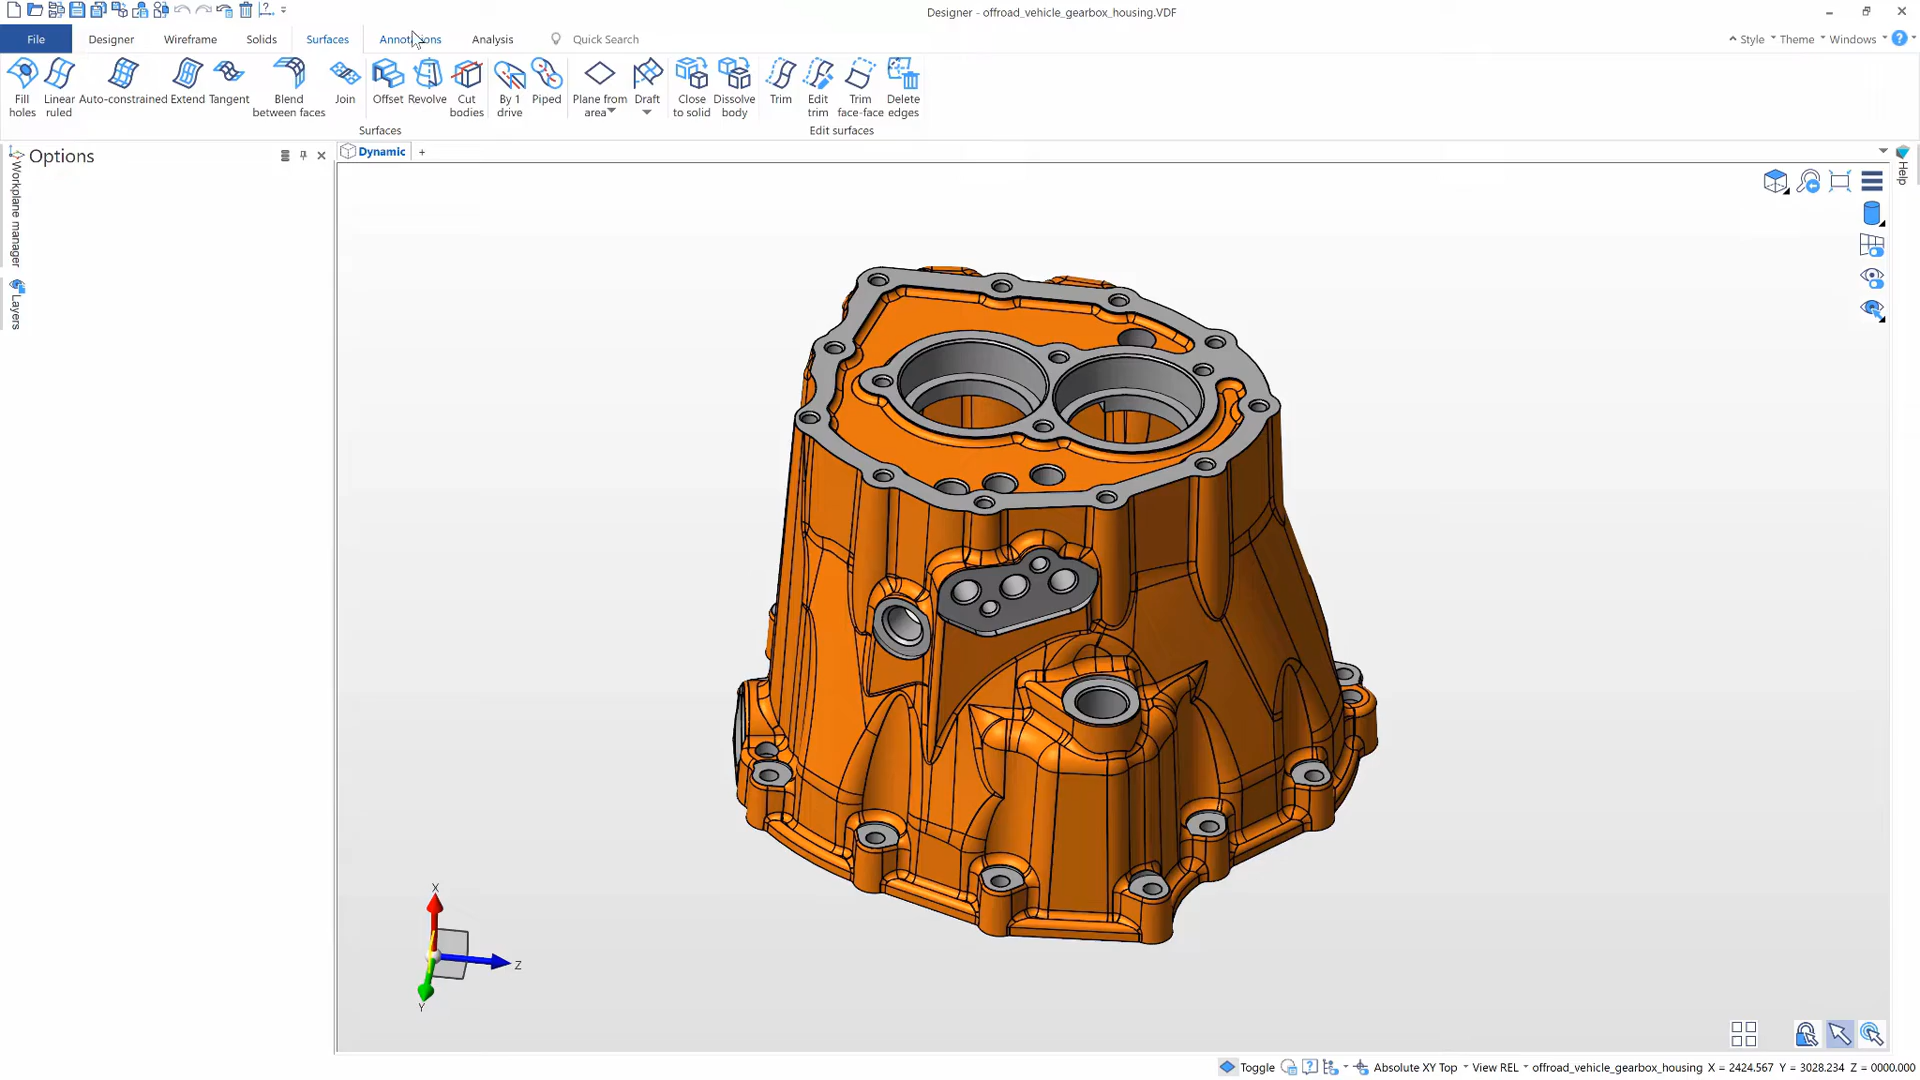 Designer - offroad_vehicle_gearbox_housing.VDF
File Designer Wireframe Solids Surfaces Annotations Analysis Quick Search Style Theme Windows
Fill holes
Linear ruled
Auto-constrained
Extend
Tangent
Blend between faces
Join
Offset
Revolve
Cut bodies
By 1 drive
Piped
Plane from area
Draft
Close to solid
Dissolve body
Trim
Edit trim
Trim face-face
Delete edges
Surfaces
Edit surfaces
Options
Dynamic +
Workplane manager
Layers
Help
X
Z
Y
Toggle Absolute XY Top View REL offroad_vehicle_gearbox_housing X = 2424.567 Y = 3028.234 Z = 0000.000